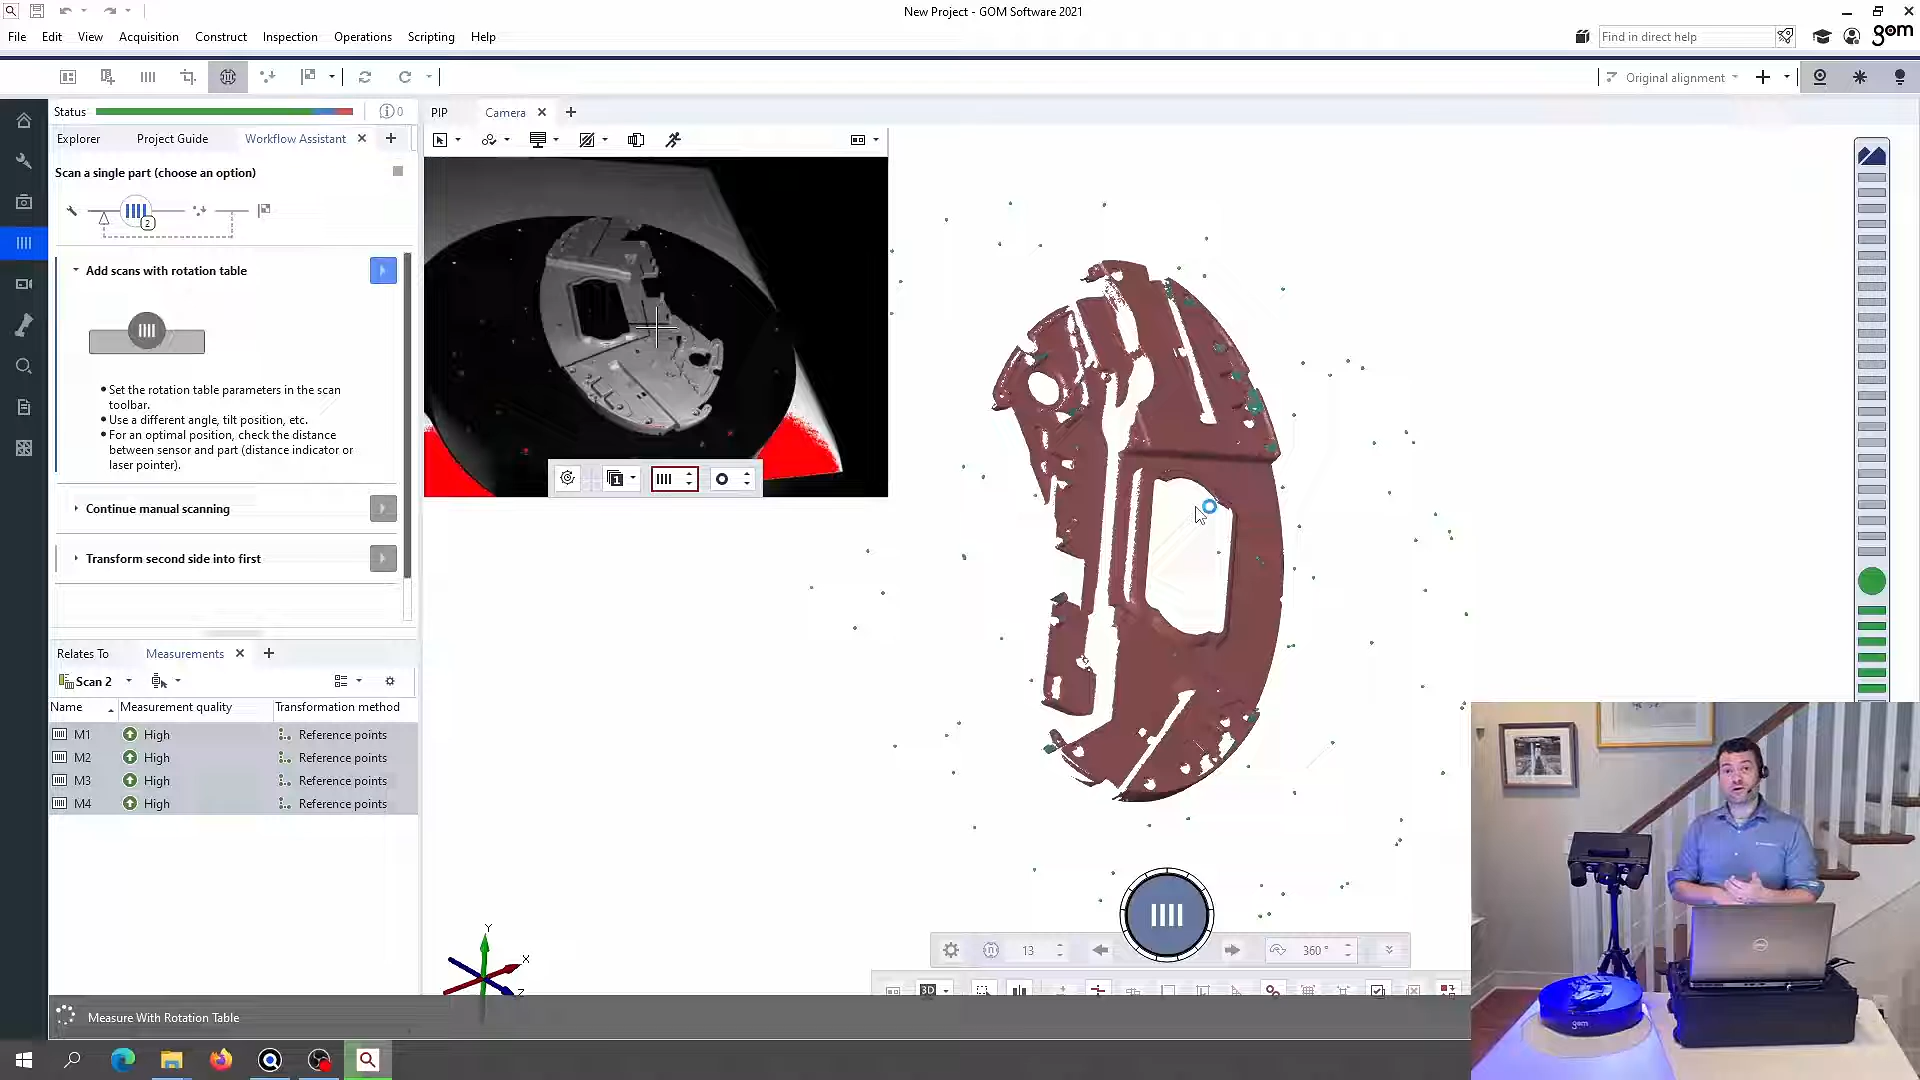 New Project - GOM Software 2021
File Edit View Acquisition Construct Inspection Operations Scripting Help
Find in direct help
gom
Original alignment
Status
0
PIP
Camera
Explorer
Project Guide
Workflow Assistant
Scan a single part (choose an option)
2
Add scans with rotation table
Set the rotation table parameters in the scan
toolbar.
Use a different angle, tilt position, etc.
For an optimal position, check the distance
between sensor and part (distance indicator or
laser pointer).
Continue manual scanning
Transform second side into first
1
Relates To
Measurements
Scan 2
Name
Measurement quality
Transformation method
M1 High Reference points
M2 High Reference points
M3 High Reference points
M4 High Reference points
Y
X
Z
13
360 °
3D
Measure With Rotation Table
DELL
gom